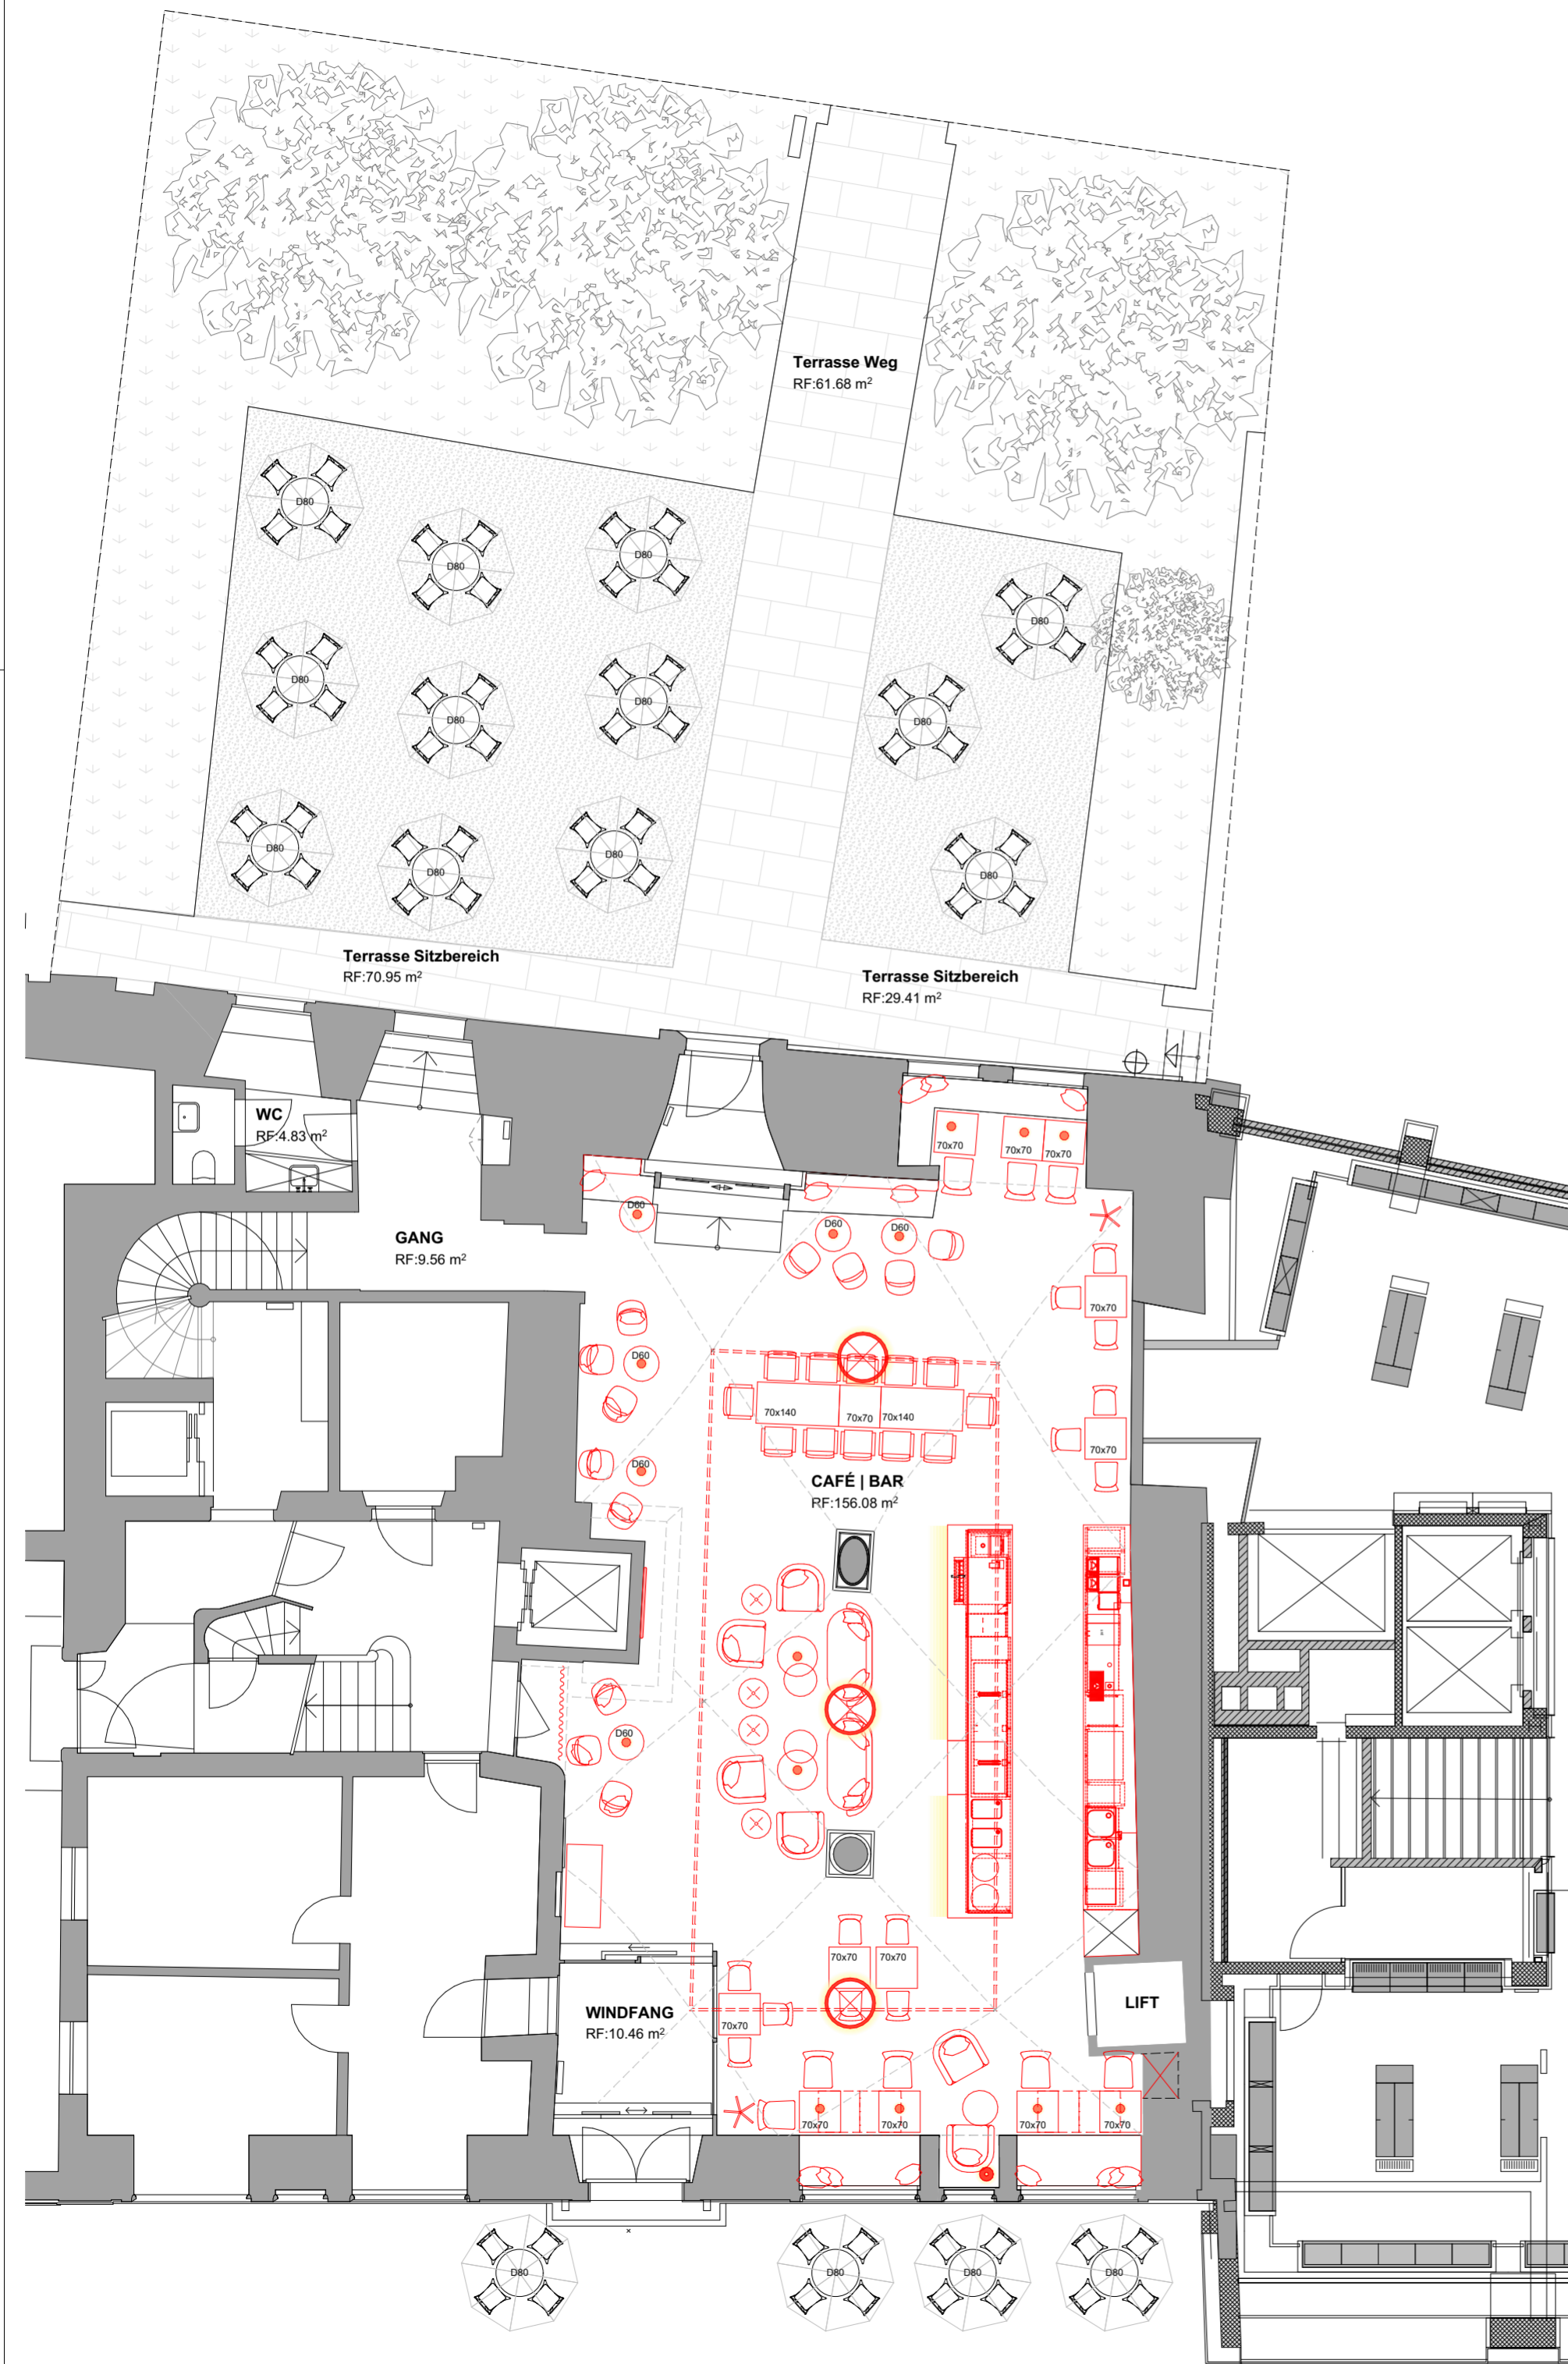 Terrasse Weg
RF:61.68 m²
D80
D80
D80
D80
D80
D80
D80
D80
D80
D80
D80
D80
Terrasse Sitzbereich
RF:70.95 m²
Terrasse Sitzbereich
RF:29.41 m²
WC
RF:4.83 m²
70x70
70x70
70x70
D60
D60
D60
GANG
RF:9.56 m²
70x70
D60
70x140
70x70
70x140
70x70
D60
CAFÉ | BAR
RF:156.08 m²
D60
70x70
70x70
WINDFANG
RF:10.46 m²
LIFT
70x70
70x70
70x70
70x70
70x70
D80
D80
D80
D80